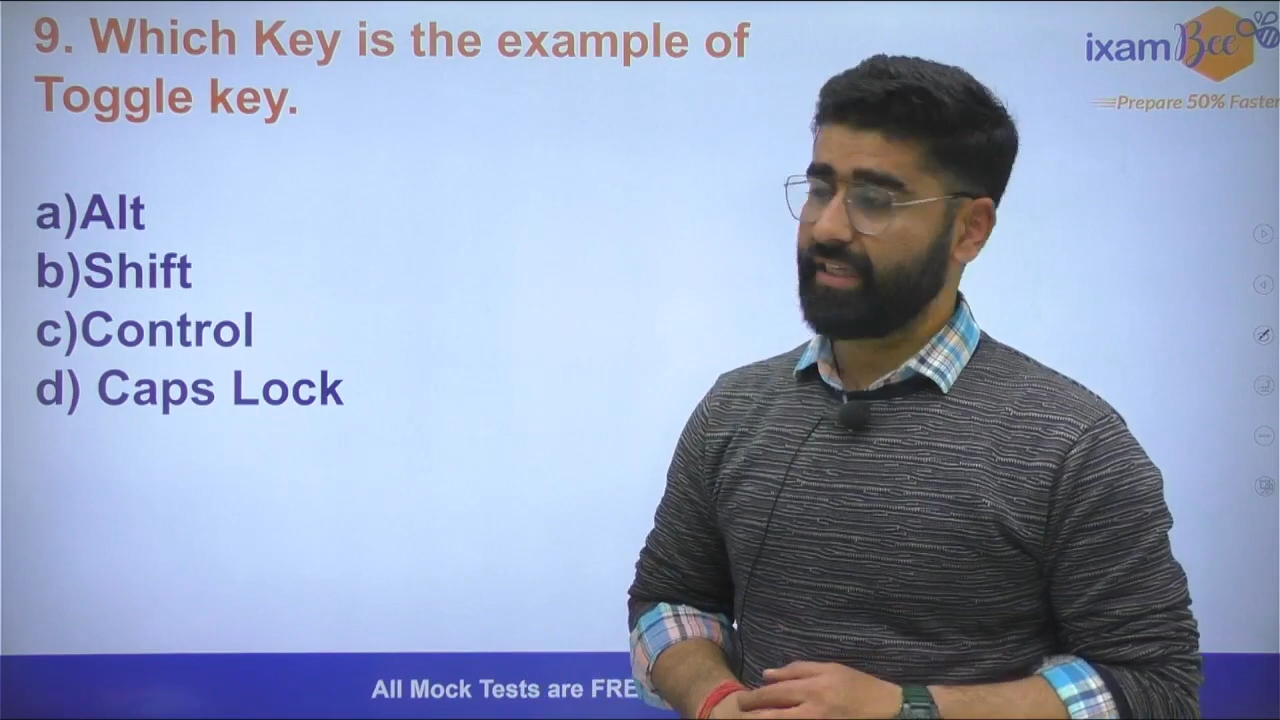 9. Which Key is the example of
Toggle key.
a)Alt
b)Shift
c)Control
d) Caps Lock
ixamBee
Prepare 50% Faster
All Mock Tests are FRE